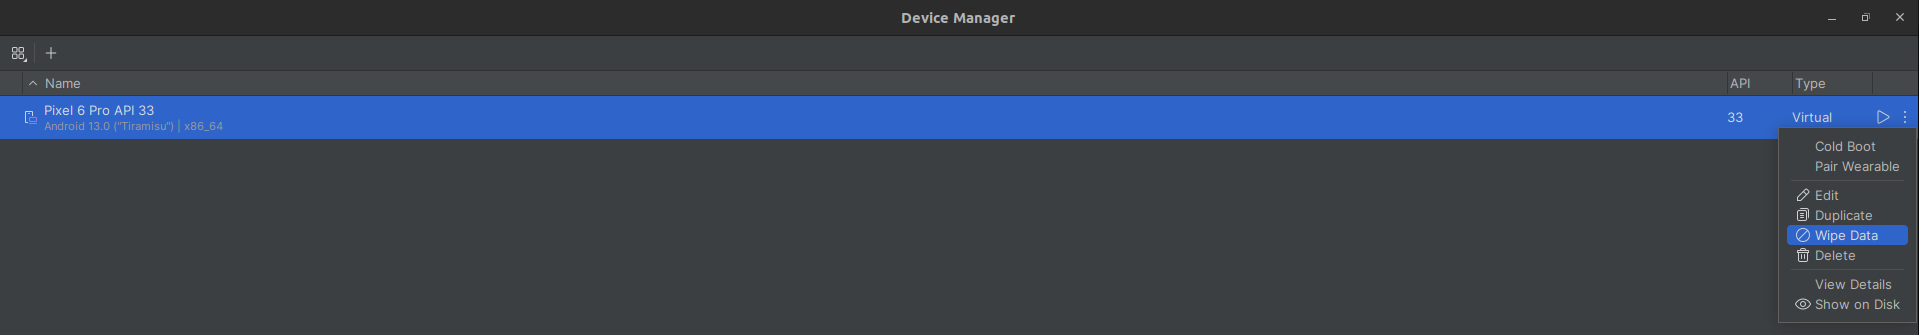 Device Manager
Name API Type
Pixel 6 Pro API 33
Android 13.0 ("Tiramisu") | x86_64
33 Virtual
Cold Boot
Pair Wearable
Edit
Duplicate
Wipe Data
Delete
View Details
Show on Disk